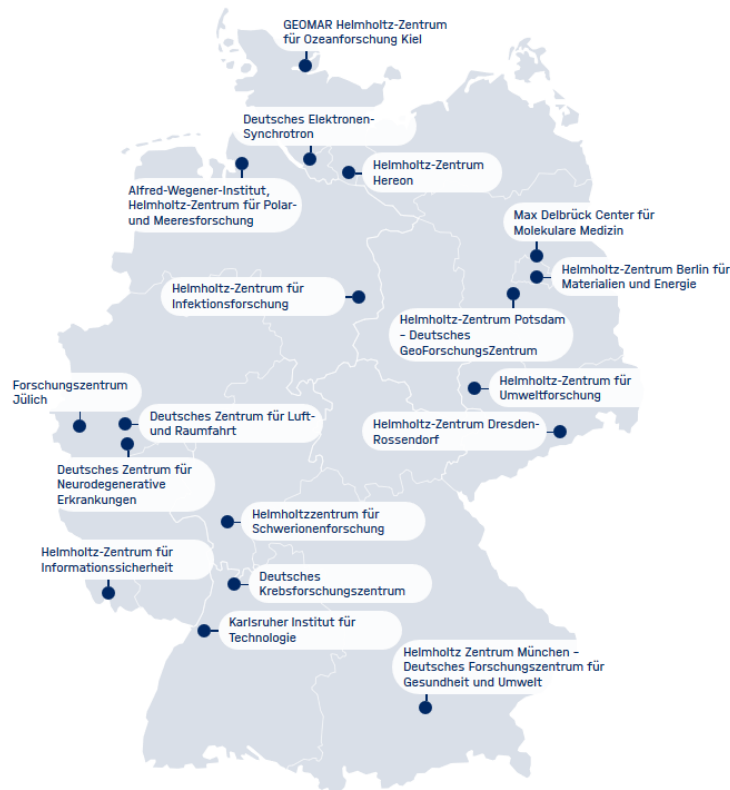 GEOMAR Helmholtz-Zentrum
für Ozeanforschung Kiel
Deutsches Elektronen-
Synchrotron
Helmholtz-Zentrum
Hereon
Alfred-Wegener-Institut,
Helmholtz-Zentrum für Polar-
und Meeresforschung
Max Delbrück Center für
Molekulare Medizin
Helmholtz-Zentrum Berlin für
Materialien und Energie
Helmholtz-Zentrum für
Infektionsforschung
Helmholtz-Zentrum Potsdam
– Deutsches
GeoForschungsZentrum
Forschungszentrum
Jülich
Helmholtz-Zentrum für
Umweltforschung
Deutsches Zentrum für Luft-
und Raumfahrt
Helmholtz-Zentrum Dresden-
Rossendorf
Deutsches Zentrum für
Neurodegenerative
Erkrankungen
Helmholtzzentrum für
Schwerionenforschung
Helmholtz-Zentrum für
Informationssicherheit
Deutsches
Krebsforschungszentrum
Karlsruher Institut für
Technologie
Helmholtz Zentrum München –
Deutsches Forschungszentrum für
Gesundheit und Umwelt